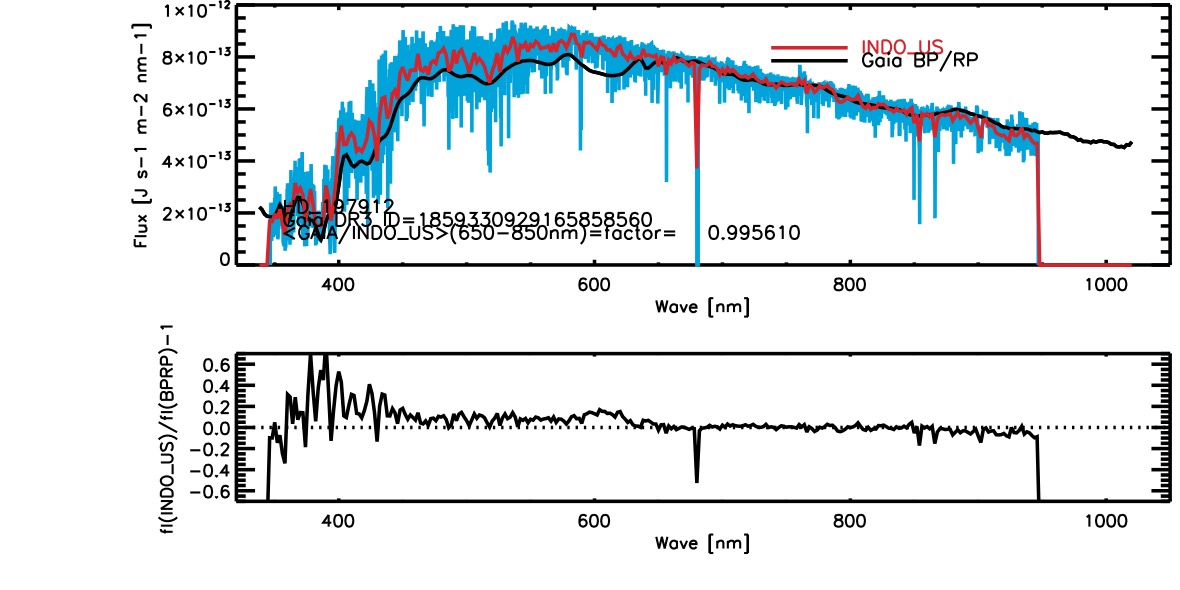 1×10−12
8×10−13
6×10−13
4×10−13
2×10−13
0
Flux [J s−1 m−2 nm−1]
INDO_US
Gaia BP/RP
HD_197912
Gaia DR3 ID=1859330929165858560
<GAIA/INDO_US>(650−850nm)=factor= 0.995610
400 600 800 1000
Wave [nm]
0.6
0.4
0.2
0.0
−0.2
−0.4
−0.6
fl(INDO_US)/fl(BPRP)−1
400 600 800 1000
Wave [nm]